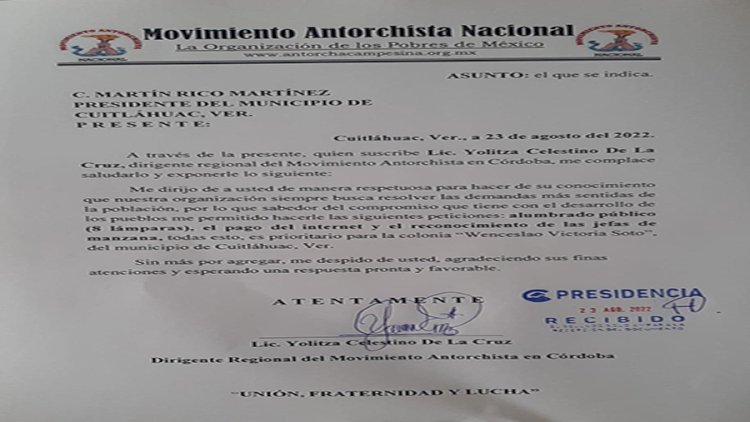 Movimiento Antorchista Nacional
La Organización de los Pobres de México
www.antorchacampesina.org.mx
MOVIMIENTO ANTORCHISTA
NACIONAL
MOVIMIENTO ANTORCHISTA
NACIONAL
ASUNTO: el que se indica.
C. MARTÍN RICO MARTÍNEZ
PRESIDENTE DEL MUNICIPIO DE
CUITLÁHUAC, VER.
P R E S E N T E:
Cuitláhuac, Ver., a 23 de agosto del 2022.
A través de la presente, quien suscribe Lic. Yolitza Celestino De La
Cruz, dirigente regional del Movimiento Antorchista en Córdoba, me complace
saludarlo y exponerle lo siguiente:
Me dirijo de a usted de manera respetuosa para hacer de su conocimiento
que nuestra organización siempre busca resolver las demandas más sentidas de
la población, por lo que sabedor del compromiso que tiene con el desarrollo de
los pueblos me permitido hacerle las siguientes peticiones: alumbrado público
(8 lámparas), el pago del internet y el reconocimiento de las jefas de
manzana, todas esto, es prioritario para la colonia “Wenceslao Victoria Soto”,
del municipio de Cuitláhuac, Ver.
Sin más por agregar, me despido de usted, agradeciendo sus finas
atenciones y esperando una respuesta pronta y favorable.
A T E N T A M E N T E
PRESIDENCIA
23 AGO. 2022
RECIBIDO
Lic. Yolitza Celestino De La Cruz
Dirigente Regional del Movimiento Antorchista en Córdoba
“UNIÓN, FRATERNIDAD Y LUCHA”